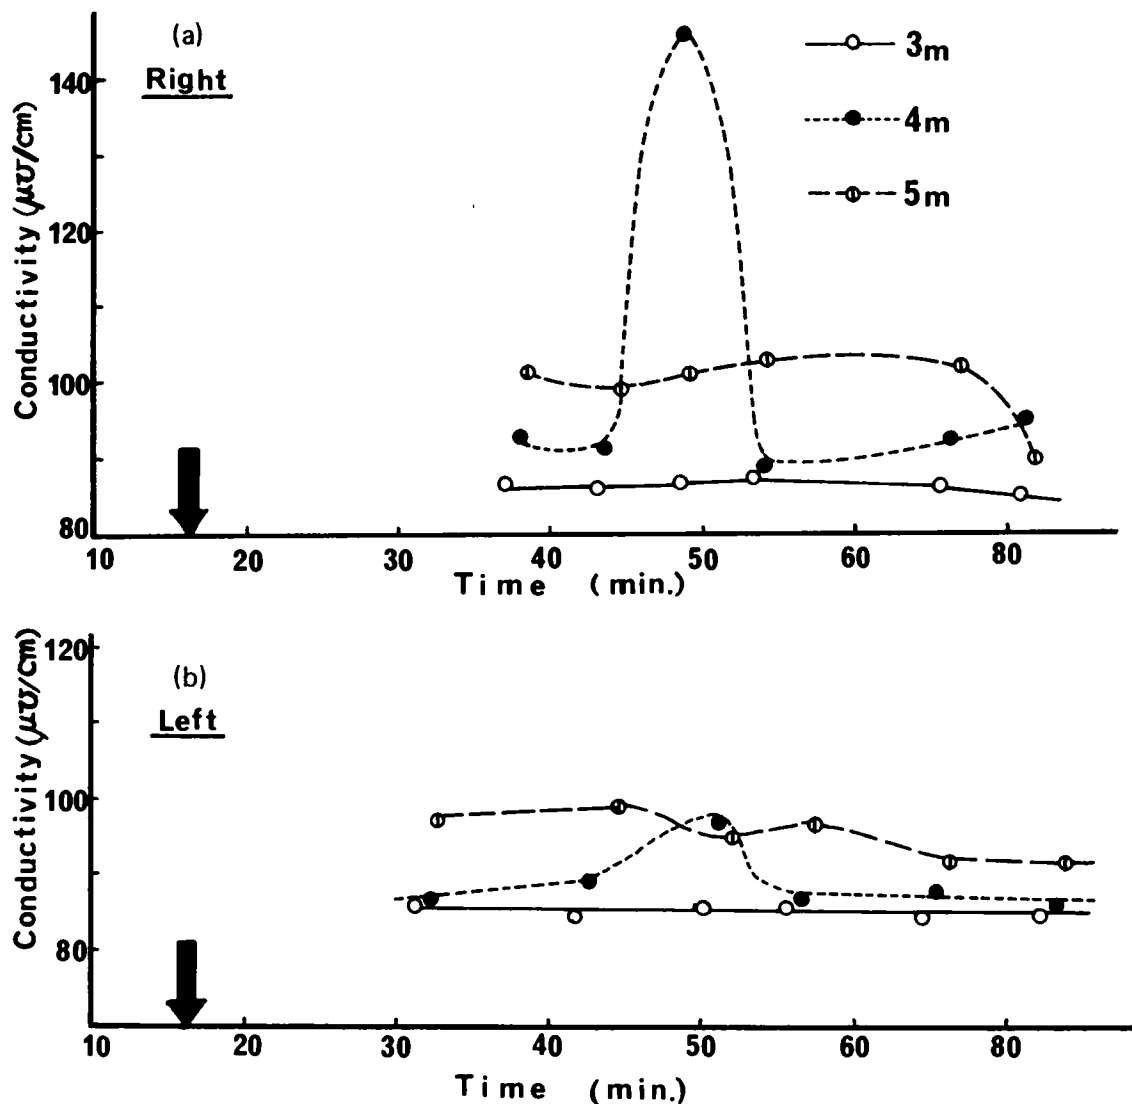 (a)
Right
3m
4m
5m
Conductivity (μ℧/cm)
140
120
100
80
10 20 30 40 50 60 70 80
Time (min.)
(b)
Left
Conductivity (μ℧/cm)
120
100
80
10 20 30 40 50 60 80
Time (min.)